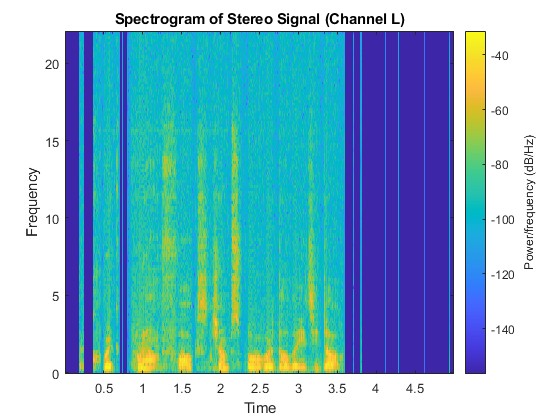 Spectrogram of Stereo Signal (Channel L)
20
15
10
5
0
Frequency
0.5 1 1.5 2 2.5 3 3.5 4 4.5
Time
-40
-60
-80
-100
-120
-140
Power/frequency (dB/Hz)